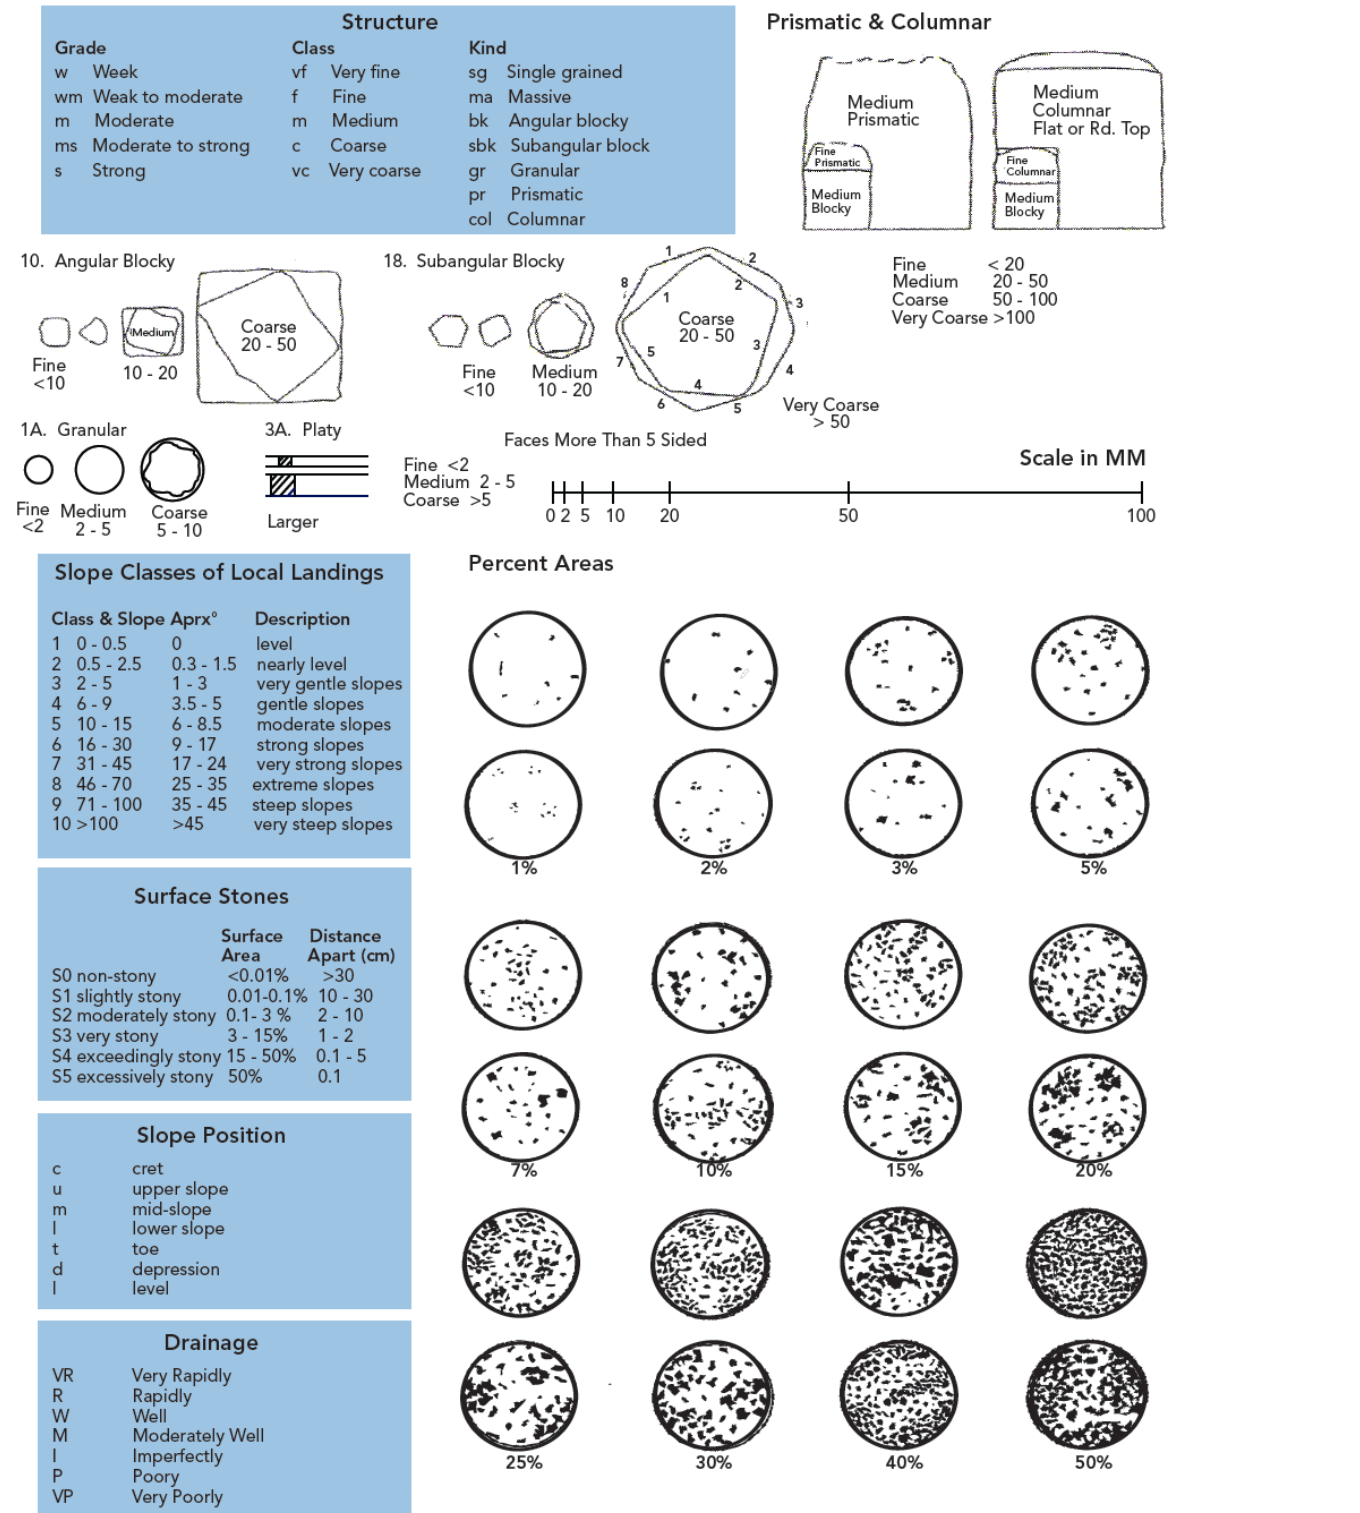 Structure
Grade Class Kind
w Week vf Very fine sg Single grained
wm Weak to moderate f Fine ma Massive
m Moderate m Medium bk Angular blocky
ms Moderate to strong c Coarse sbk Subangular block
s Strong vc Very coarse gr Granular
pr Prismatic
col Columnar
Prismatic & Columnar
Medium
Prismatic
Fine
Prismatic
Medium
Blocky
Medium
Columnar
Flat or Rd. Top
Fine
Columnar
Medium
Blocky
Fine < 20
Medium 20 - 50
Coarse 50 - 100
Very Coarse >100
10. Angular Blocky
Fine
<10
Medium
10 - 20
Coarse
20 - 50
18. Subangular Blocky
Fine
<10
Medium
10 - 20
1 2 3 4 5 6 7 8
1 2 3 4 5
Coarse
20 - 50
Very Coarse
> 50
Faces More Than 5 Sided
1A. Granular
Fine
<2
Medium
2 - 5
Coarse
5 - 10
3A. Platy
Larger
Fine <2
Medium 2 - 5
Coarse >5
Scale in MM
0 2 5 10 20 50 100
Slope Classes of Local Landings
Class & Slope Aprx° Description
1 0 - 0.5 0 level
2 0.5 - 2.5 0.3 - 1.5 nearly level
3 2 - 5 1 - 3 very gentle slopes
4 6 - 9 3.5 - 5 gentle slopes
5 10 - 15 6 - 8.5 moderate slopes
6 16 - 30 9 - 17 strong slopes
7 31 - 45 17 - 24 very strong slopes
8 46 - 70 25 - 35 extreme slopes
9 71 - 100 35 - 45 steep slopes
10 >100 >45 very steep slopes
Surface Stones
Surface Distance
Area Apart (cm)
S0 non-stony <0.01% >30
S1 slightly stony 0.01-0.1% 10 - 30
S2 moderately stony 0.1- 3 % 2 - 10
S3 very stony 3 - 15% 1 - 2
S4 exceedingly stony 15 - 50% 0.1 - 5
S5 excessively stony 50% 0.1
Slope Position
c cret
u upper slope
m mid-slope
l lower slope
t toe
d depression
l level
Drainage
VR Very Rapidly
R Rapidly
W Well
M Moderately Well
I Imperfectly
P Poory
VP Very Poorly
Percent Areas
1% 2% 3% 5%
7% 10% 15% 20%
25% 30% 40% 50%